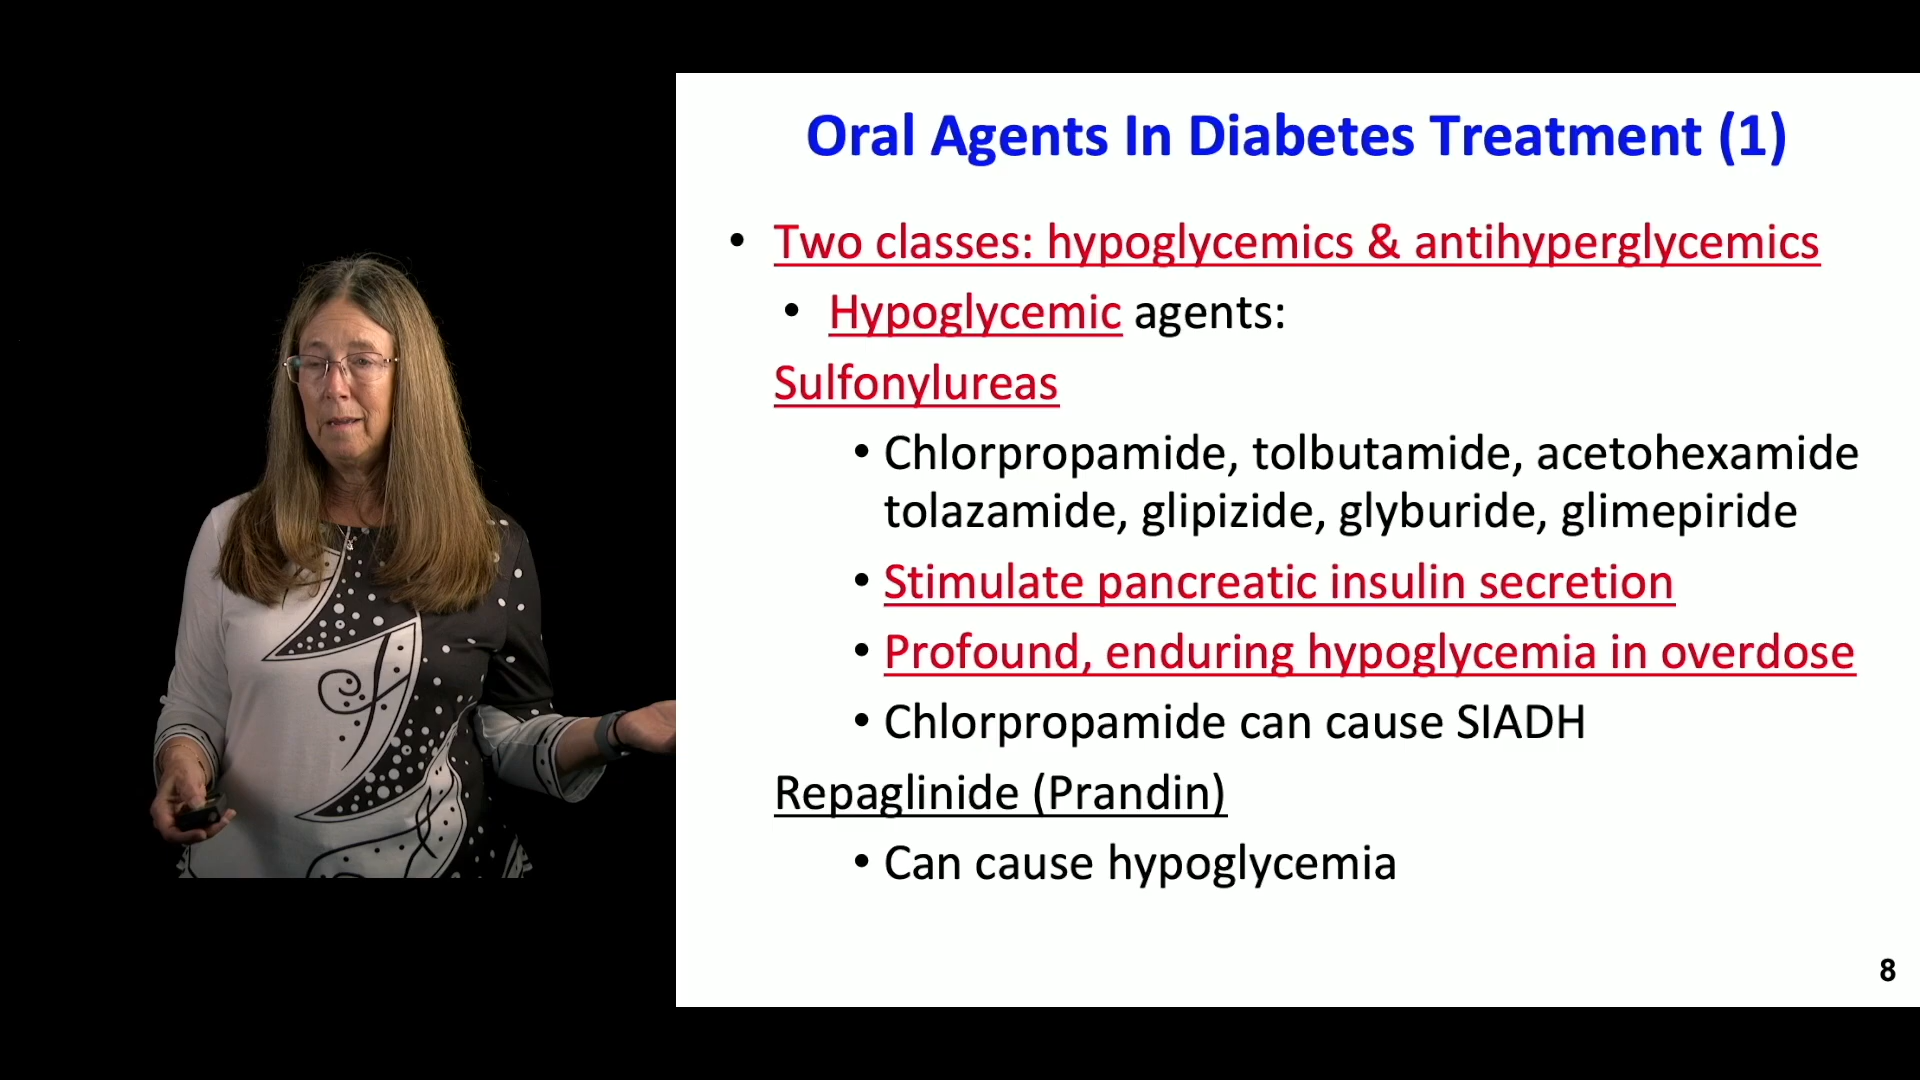 Oral Agents In Diabetes Treatment (1)
• Two classes: hypoglycemics & antihyperglycemics
• Hypoglycemic agents:
Sulfonylureas
• Chlorpropamide, tolbutamide, acetohexamide
tolazamide, glipizide, glyburide, glimepiride
• Stimulate pancreatic insulin secretion
• Profound, enduring hypoglycemia in overdose
• Chlorpropamide can cause SIADH
Repaglinide (Prandin)
• Can cause hypoglycemia
8